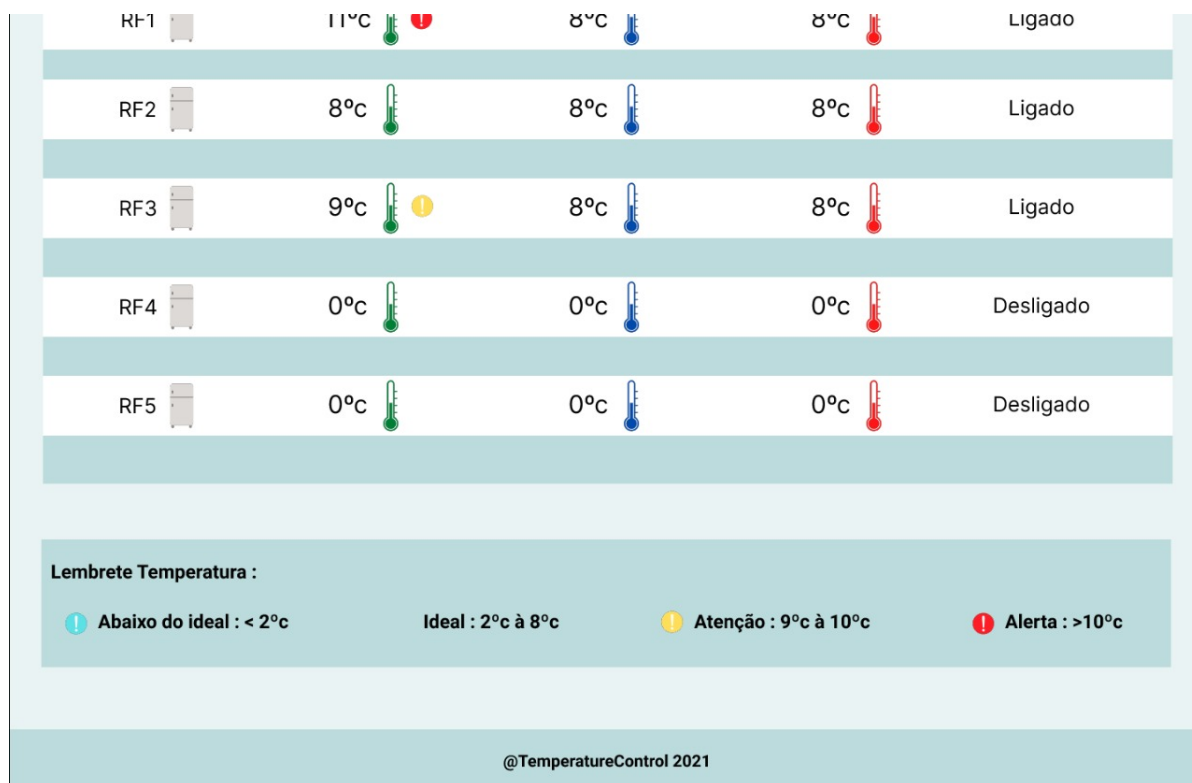 RF1 11ºc 8ºc 8ºc Ligado
RF2 8ºc 8ºc 8ºc Ligado
RF3 9ºc 8ºc 8ºc Ligado
RF4 0ºc 0ºc 0ºc Desligado
RF5 0ºc 0ºc 0ºc Desligado
Lembrete Temperatura :
Abaixo do ideal : < 2ºc Ideal : 2ºc à 8ºc Atenção : 9ºc à 10ºc Alerta : >10ºc
@TemperatureControl 2021